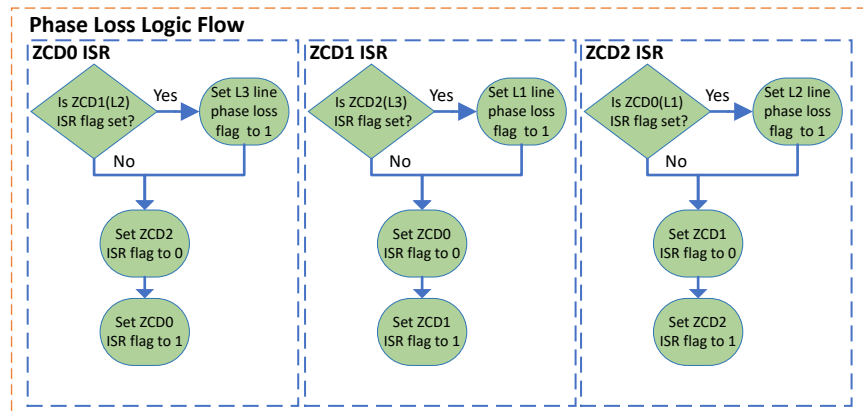 Phase Loss Logic Flow
ZCD0 ISR
Is ZCD1(L2)
ISR flag set?
Yes
Set L3 line
phase loss
flag to 1
No
Set ZCD2
ISR flag to 0
Set ZCD0
ISR flag to 1
ZCD1 ISR
Is ZCD2(L3)
ISR flag set?
Yes
Set L1 line
phase loss
flag to 1
No
Set ZCD0
ISR flag to 0
Set ZCD1
ISR flag to 1
ZCD2 ISR
Is ZCD0(L1)
ISR flag set?
Yes
Set L2 line
phase loss
flag to 1
No
Set ZCD1
ISR flag to 0
Set ZCD2
ISR flag to 1